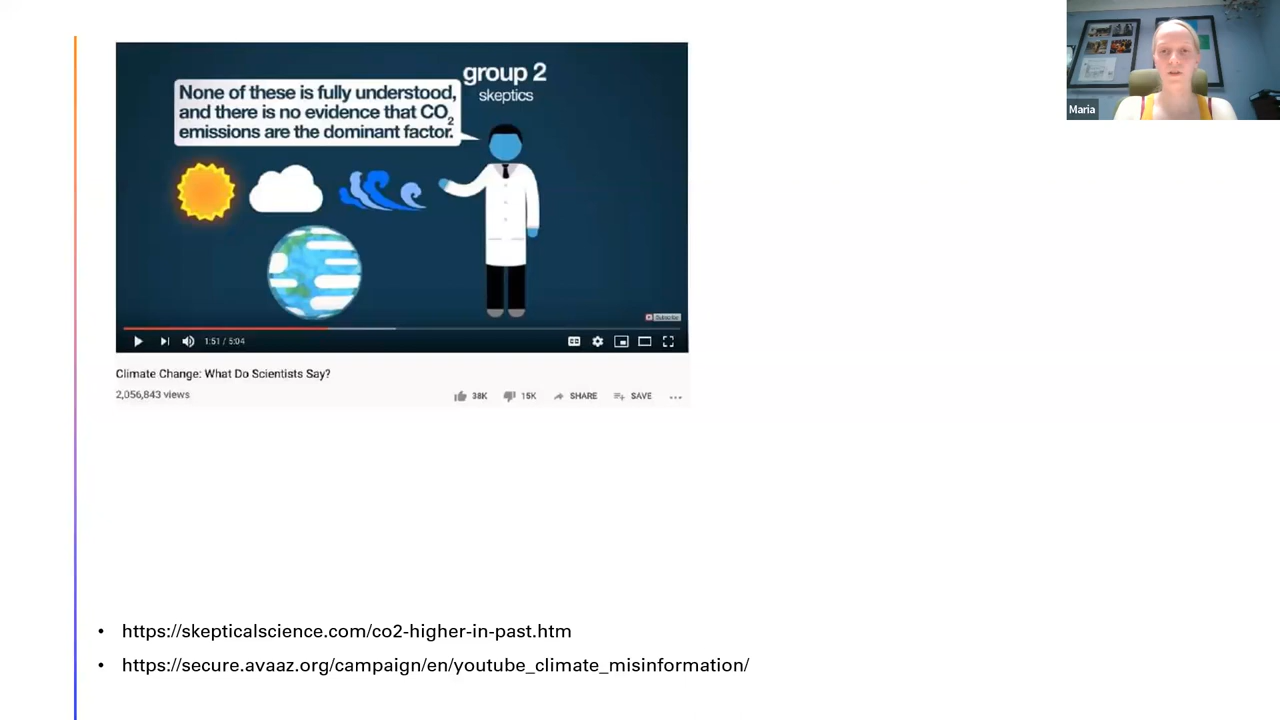 group 2
skeptics
None of these is fully understood,
and there is no evidence that CO2
emissions are the dominant factor.
Subscribe
1:51 / 5:04
Climate Change: What Do Scientists Say?
2,056,843 views
38K
15K
SHARE
SAVE
Maria
• https://skepticalscience.com/co2-higher-in-past.htm
• https://secure.avaaz.org/campaign/en/youtube_climate_misinformation/